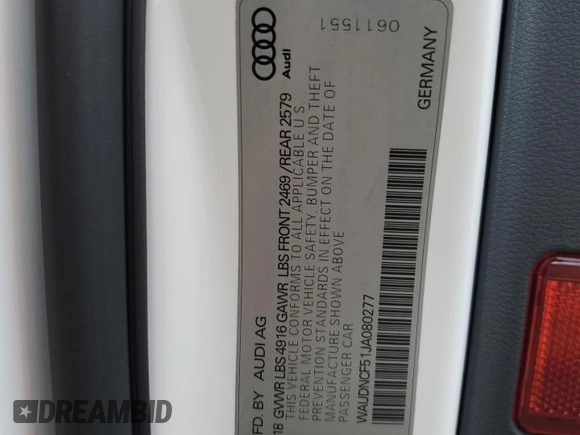 MFD. BY AUDI AG
18 GVWR LBS 4916 GAWR LBS FRONT 2469/REAR 2579
THIS VEHICLE CONFORMS TO ALL APPLICABLE U.S.
FEDERAL MOTOR VEHICLE SAFETY, BUMPER AND THEFT
PREVENTION STANDARDS IN EFFECT ON THE DATE OF
MANUFACTURE SHOWN ABOVE
PASSENGER CAR
WAUDNCF51JA080277
GERMANY
Audi
0611551
DREAMBID